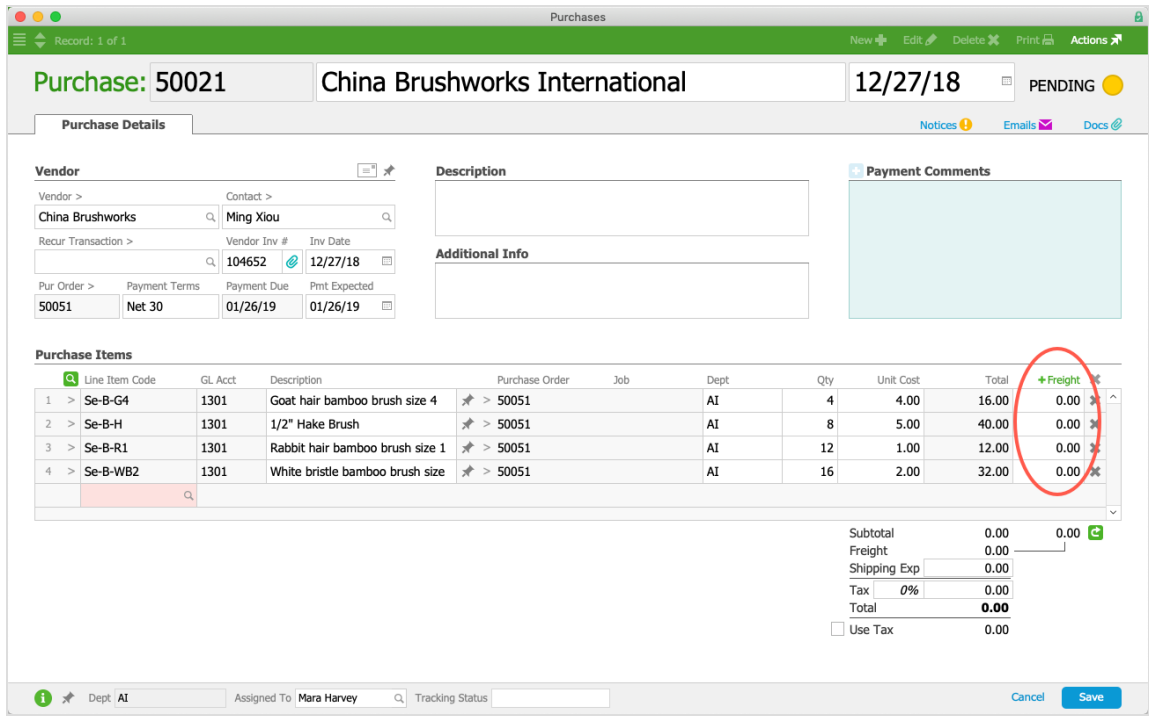 Purchases
Record: 1 of 1 New Edit Delete Print Actions
Purchase: 50021 China Brushworks International 12/27/18 PENDING
Purchase Details Notices Emails Docs
Vendor Description Payment Comments
Vendor > Contact >
China Brushworks Ming Xiou
Recur Transaction > Vendor Inv # Inv Date Additional Info
104652 12/27/18
Pur Order > Payment Terms Payment Due Pmt Expected
50051 Net 30 01/26/19 01/26/19
Purchase Items
Line Item Code GL Acct Description Purchase Order Job Dept Qty Unit Cost Total +Freight
1 > Se-B-G4 1301 Goat hair bamboo brush size 4 > 50051 AI 4 4.00 16.00 0.00
2 > Se-B-H 1301 1/2" Hake Brush > 50051 AI 8 5.00 40.00 0.00
3 > Se-B-R1 1301 Rabbit hair bamboo brush size 1 > 50051 AI 12 1.00 12.00 0.00
4 > Se-B-WB2 1301 White bristle bamboo brush size > 50051 AI 16 2.00 32.00 0.00
Subtotal 0.00 0.00
Freight 0.00
Shipping Exp 0.00
Tax 0% 0.00
Total 0.00
Use Tax 0.00
Dept AI Assigned To Mara Harvey Tracking Status Cancel Save